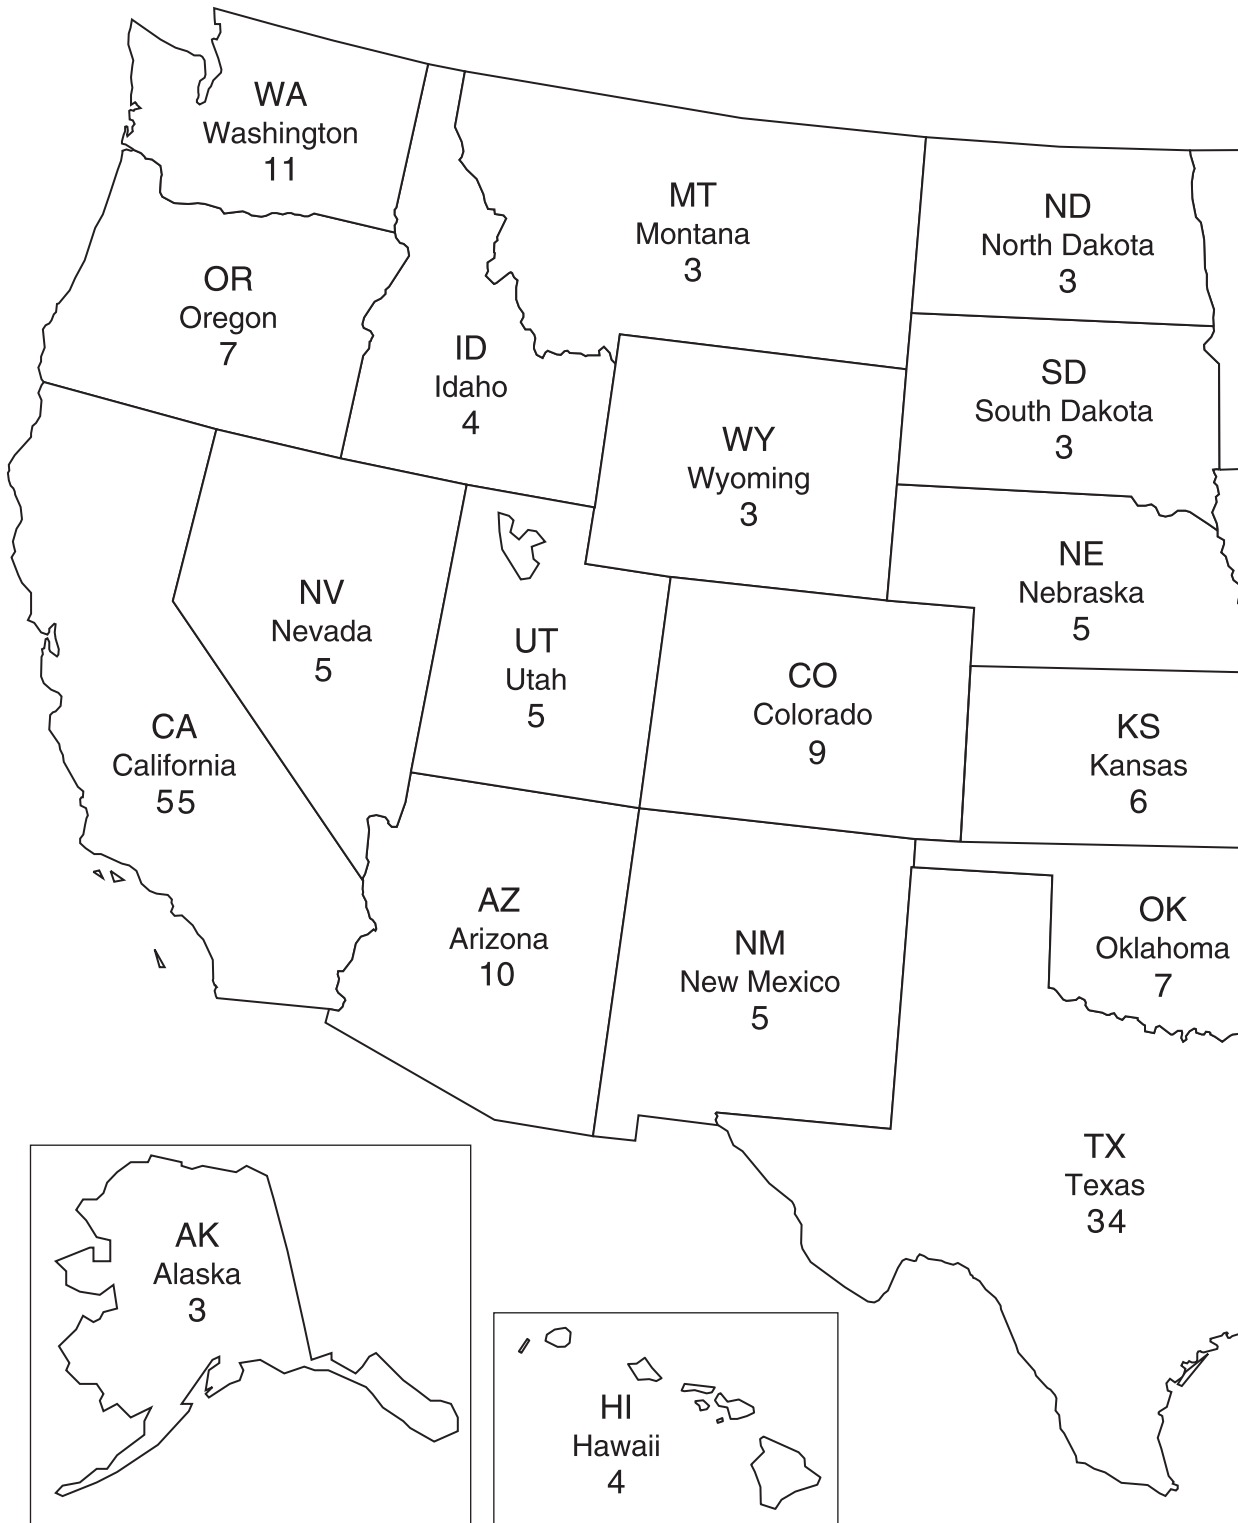 WA
Washington
11
MT
Montana
3
ND
North Dakota
3
OR
Oregon
7
ID
Idaho
4
SD
South Dakota
3
WY
Wyoming
3
NE
Nebraska
5
NV
Nevada
5
UT
Utah
5
CO
Colorado
9
KS
Kansas
6
CA
California
55
AZ
Arizona
10
NM
New Mexico
5
OK
Oklahoma
7
TX
Texas
34
AK
Alaska
3
HI
Hawaii
4